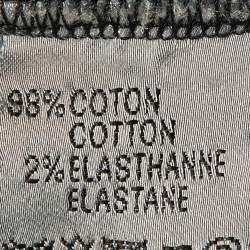 98% COTON
COTTON
2% ELASTHANNE
ELASTANE